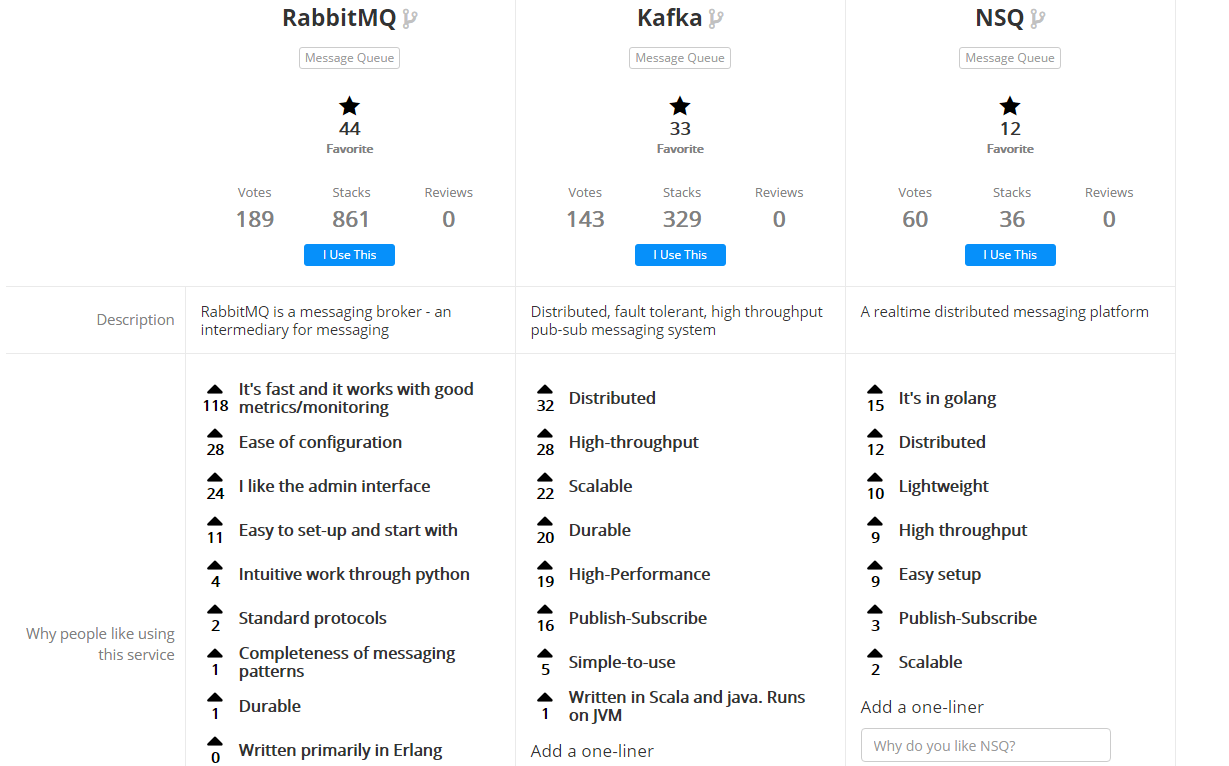 RabbitMQ
Message Queue
44
Favorite
Votes Stacks Reviews
189 861 0
I Use This
Kafka
Message Queue
33
Favorite
Votes Stacks Reviews
143 329 0
I Use This
NSQ
Message Queue
12
Favorite
Votes Stacks Reviews
60 36 0
I Use This
Description
RabbitMQ is a messaging broker - an
intermediary for messaging
Distributed, fault tolerant, high throughput
pub-sub messaging system
A realtime distributed messaging platform
Why people like using
this service
118 It's fast and it works with good
metrics/monitoring
28 Ease of configuration
24 I like the admin interface
11 Easy to set-up and start with
4 Intuitive work through python
2 Standard protocols
1 Completeness of messaging
patterns
1 Durable
0 Written primarily in Erlang
32 Distributed
28 High-throughput
22 Scalable
20 Durable
19 High-Performance
16 Publish-Subscribe
5 Simple-to-use
1 Written in Scala and java. Runs
on JVM
Add a one-liner
15 It's in golang
12 Distributed
10 Lightweight
9 High throughput
9 Easy setup
3 Publish-Subscribe
2 Scalable
Add a one-liner
Why do you like NSQ?